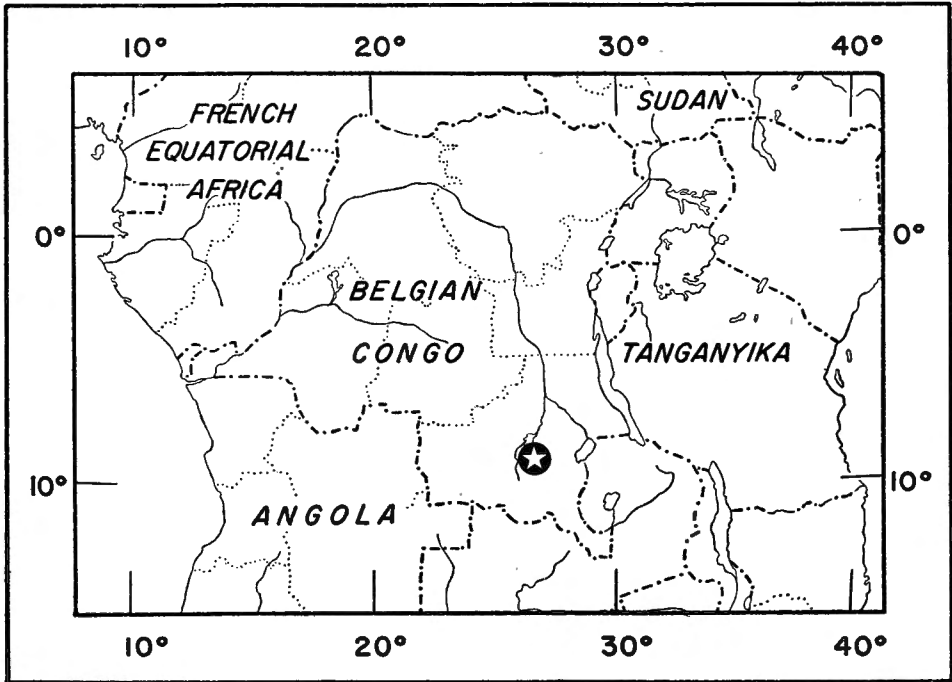 10° 20° 30° 40°
FRENCH
SUDAN
EQUATORIAL
AFRICA
0° 0°
BELGIAN
CONGO
TANGANYIKA
10° 10°
ANGOLA
10° 20° 30° 40°